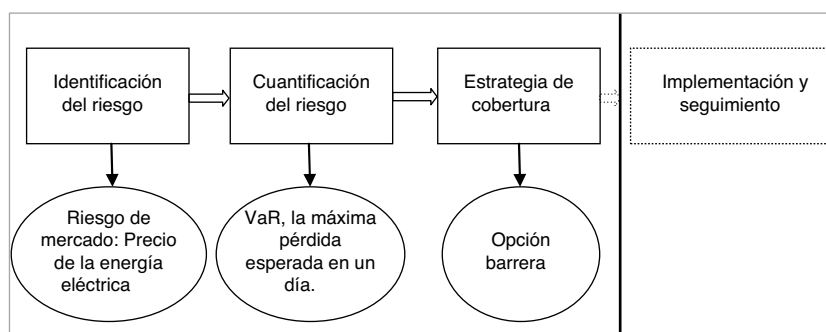 Identificación
del riesgo
Cuantificación
del riesgo
Estrategia de
cobertura
Implementación y
seguimiento
Riesgo de
mercado: Precio
de la energía
eléctrica
VaR, la máxima
pérdida
esperada en un
día.
Opción
barrera